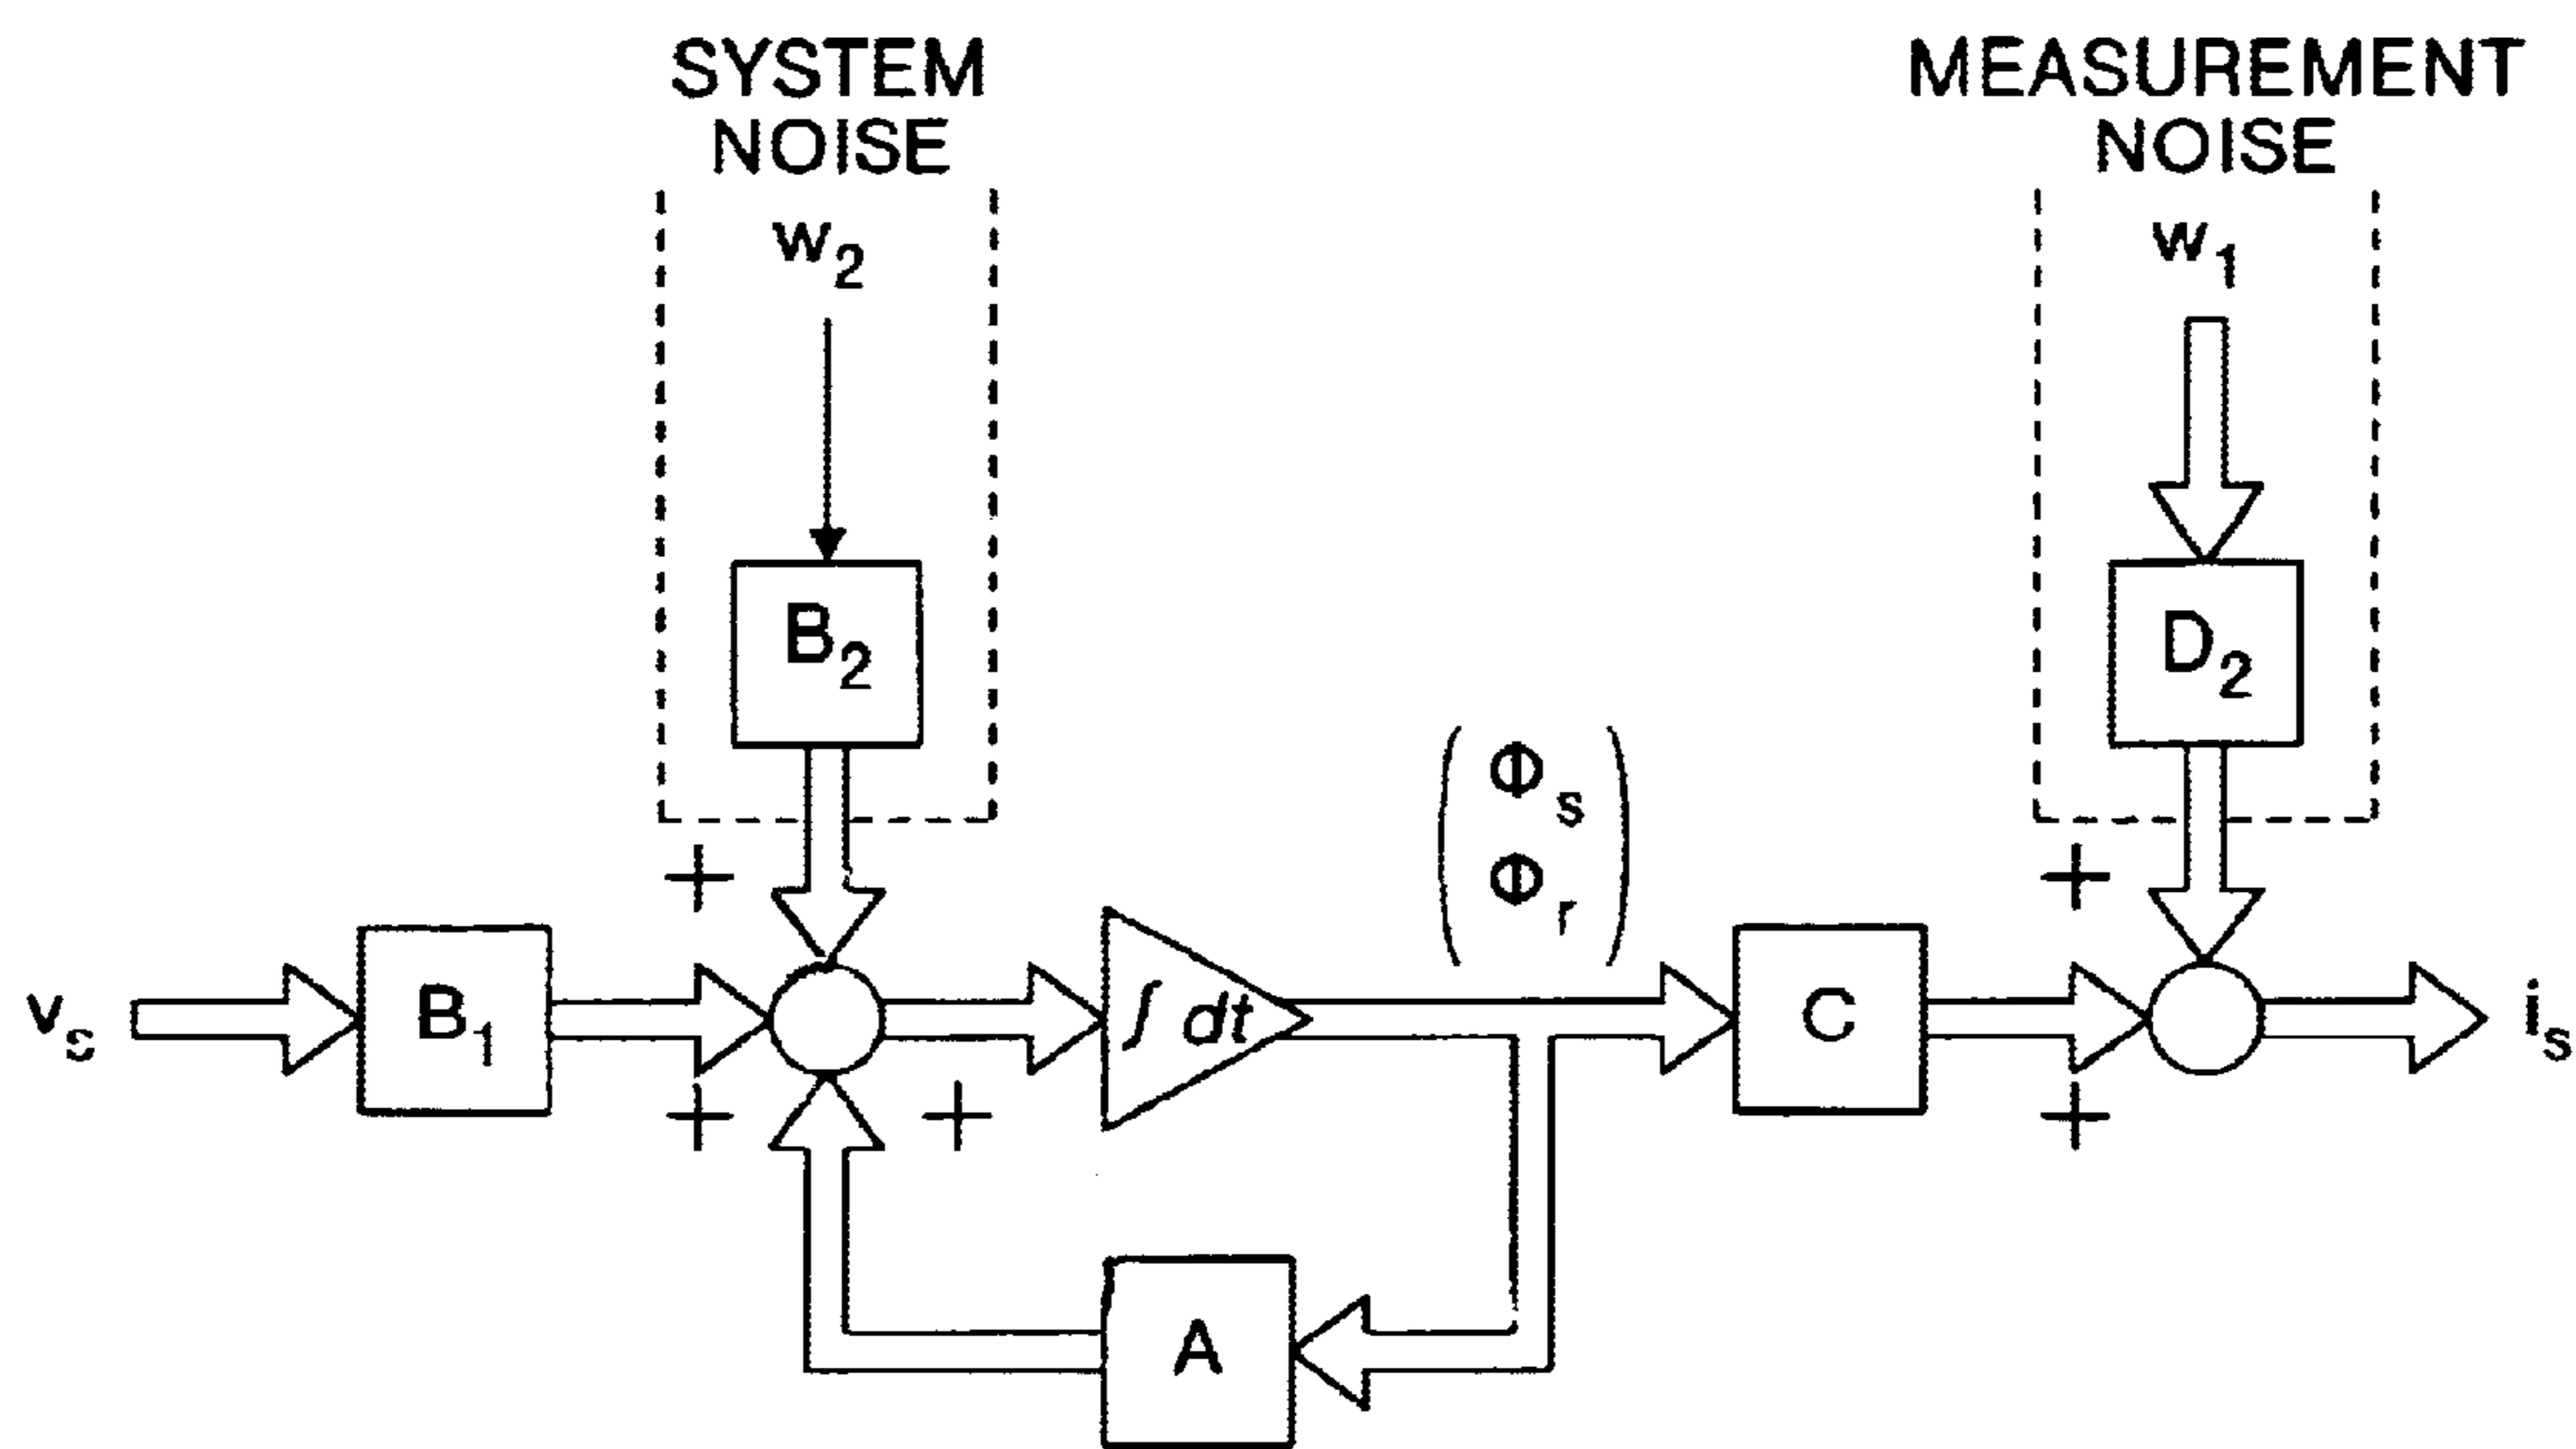 SYSTEM
NOISE
w2
MEASUREMENT
NOISE
w1
B2
D2
Φs
Φr
+
+
vs
B1
∫ dt
C
is
+
+
+
A